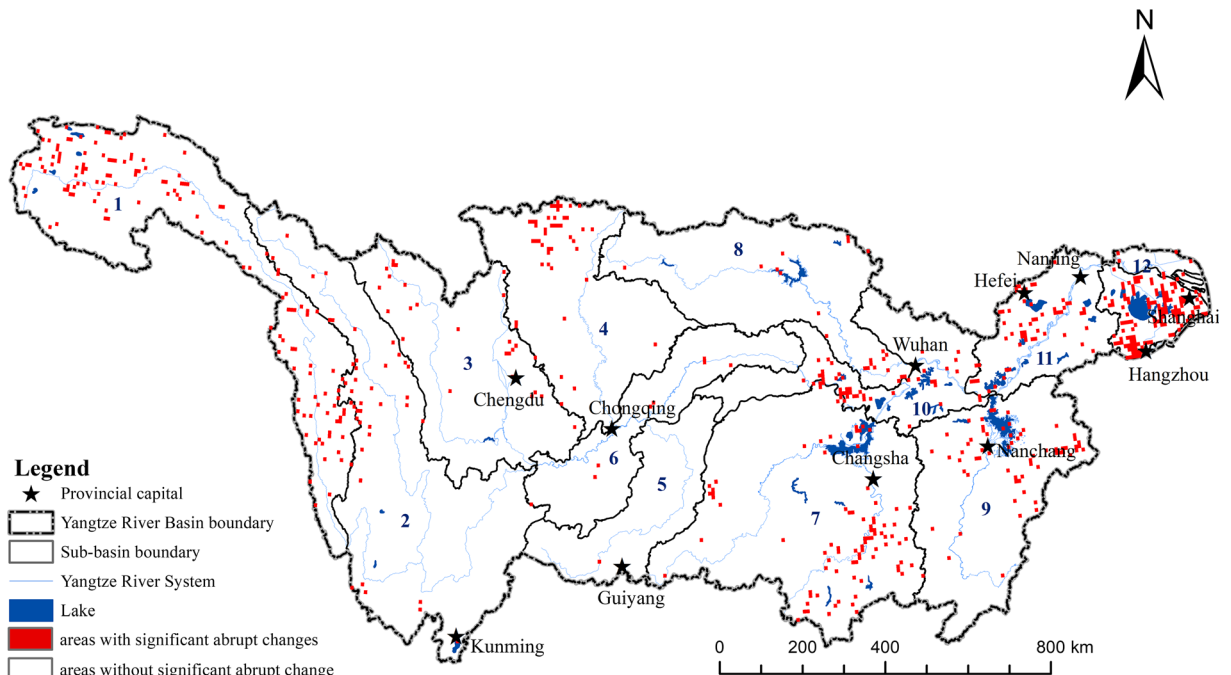 N
1
8
12
Nanjing
Hefei
Shanghai
4
Wuhan
11
3
Hangzhou
Chengdu
Chongqing
10
6
Changsha
Nanchang
5
2
7
9
Guiyang
Kunming
Legend
Provincial capital
Yangtze River Basin boundary
Sub-basin boundary
Yangtze River System
Lake
areas with significant abrupt changes
areas without significant abrupt change
0 200 400 800 km